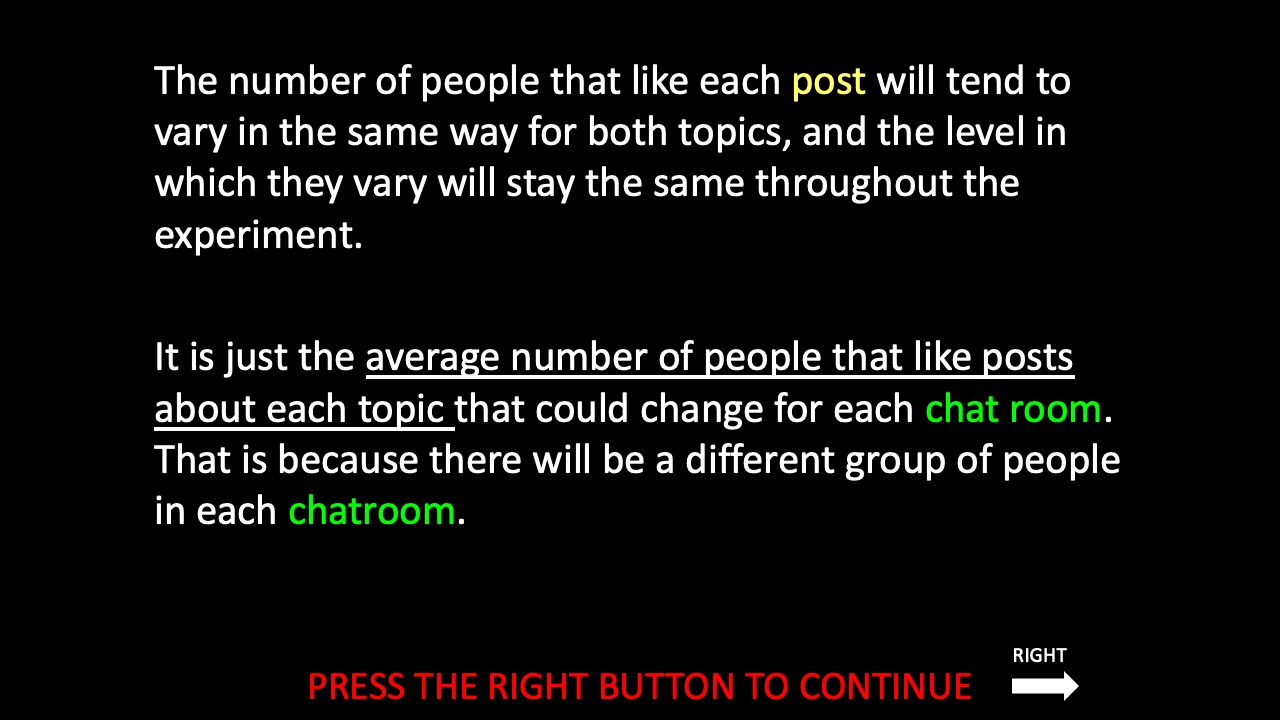 The number of people that like each post will tend to
vary in the same way for both topics, and the level in
which they vary will stay the same throughout the
experiment.
It is just the average number of people that like posts
about each topic that could change for each chat room.
That is because there will be a different group of people
in each chatroom.
RIGHT
PRESS THE RIGHT BUTTON TO CONTINUE